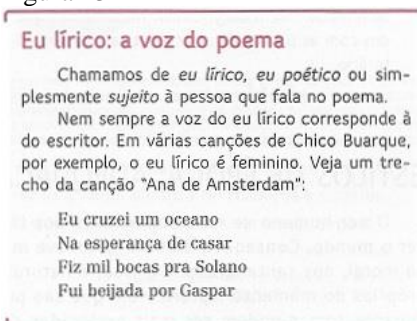 Eu lírico: a voz do poema
Chamamos de eu lírico, eu poético ou sim-
plesmente sujeito à pessoa que fala no poema.
Nem sempre a voz do eu lírico corresponde à
do escritor. Em várias canções de Chico Buarque,
por exemplo, o eu lírico é feminino. Veja um tre-
cho da canção "Ana de Amsterdam":
Eu cruzei um oceano
Na esperança de casar
Fiz mil bocas pra Solano
Fui beijada por Gaspar